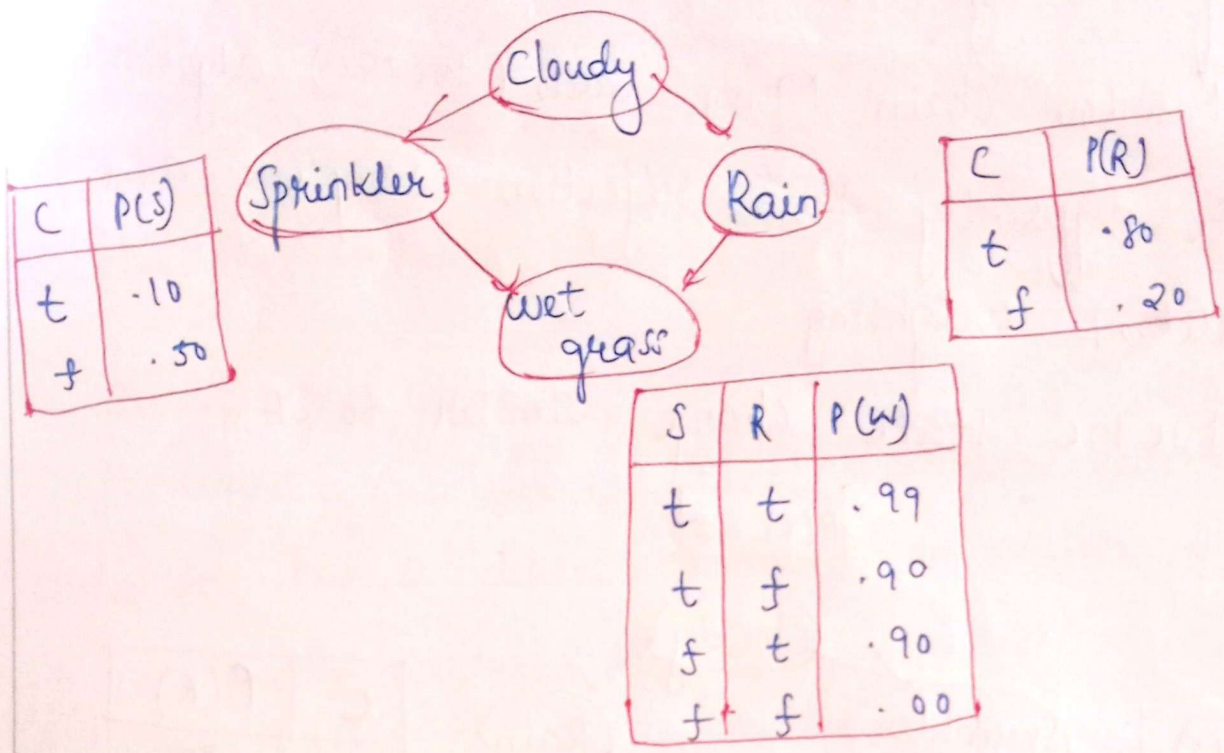 Cloudy
Sprinkler
Rain
wet
grass
C P(S)
t .10
f .50
C P(R)
t .80
f .20
S R P(W)
t t .99
t f .90
f t .90
f f .00